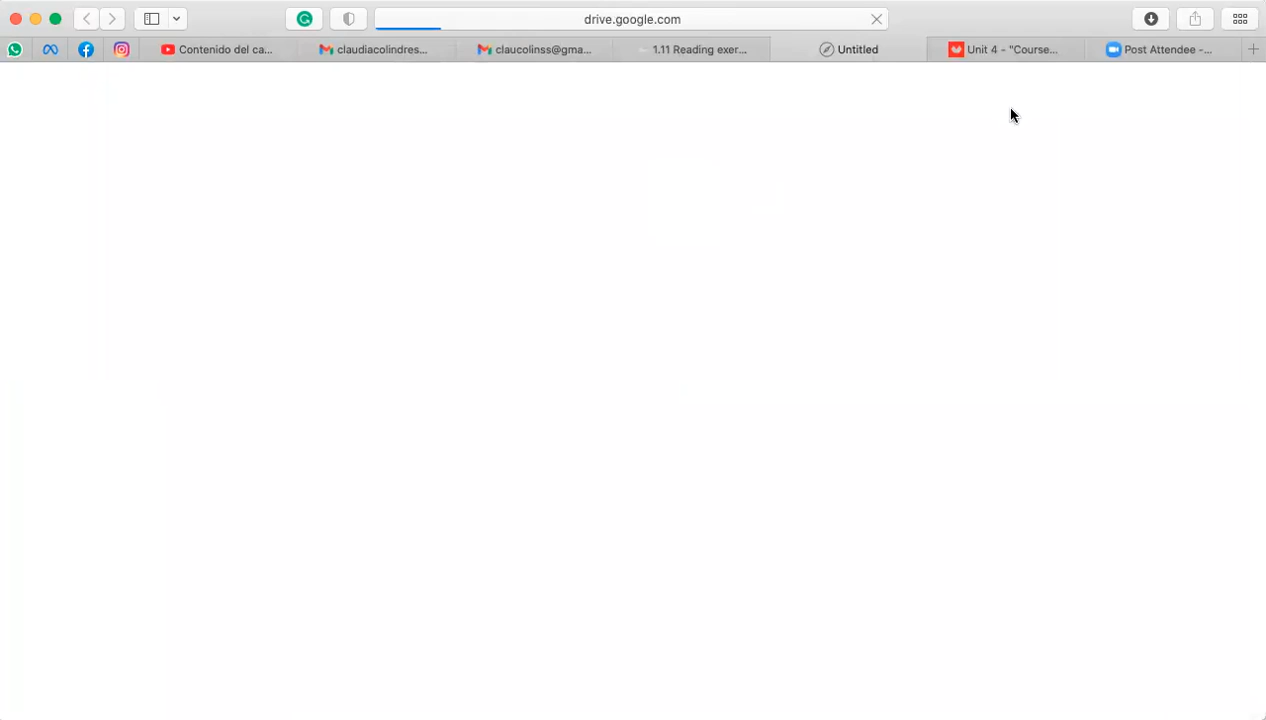 drive.google.com
Contenido del ca...
claudiacolindres...
claucolinss@gma...
1.11 Reading exer...
Untitled
Unit 4 - "Course...
Post Attendee -...